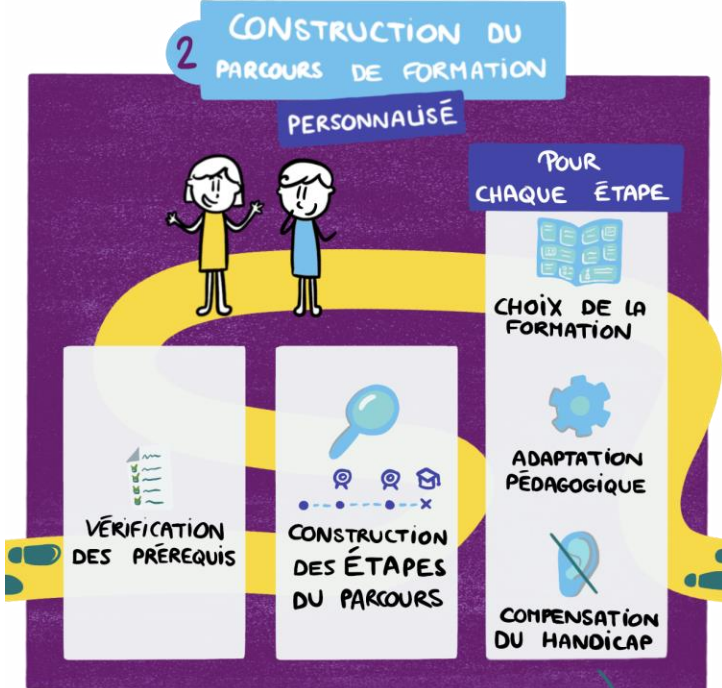 2
CONSTRUCTION DU
PARCOURS DE FORMATION
PERSONNALISÉ
VÉRIFICATION
DES PRÉREQUIS
CONSTRUCTION
DES ÉTAPES
DU PARCOURS
POUR
CHAQUE ÉTAPE
CHOIX DE LA
FORMATION
ADAPTATION
PÉDAGOGIQUE
COMPENSATION
DU HANDICAP